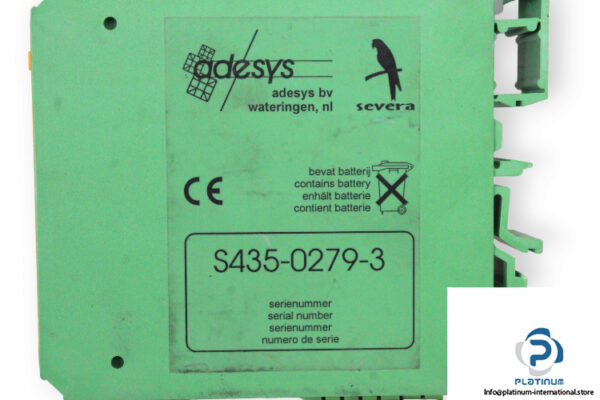 adesys
adesys bv
wateringen, nl
severa
CE
bevat batterij
contains battery
enhält batterie
contient batterie
S435-0279-3
serienummer
serial number
serienummer
numero de serie
PLATINUM
http://platinum-international.store